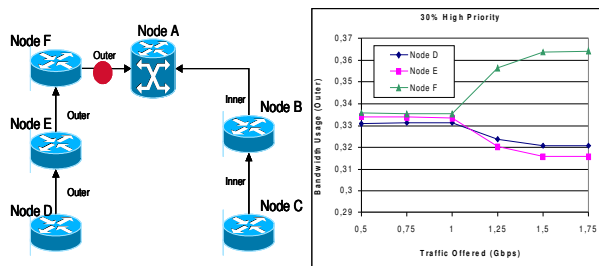 Node A
Node F
Outer
Outer
Inner
Node B
Node E
Outer
Inner
Node D
Node C
30% High Priority
Bandwidth Usage (Outer)
0,37
0,36
0,35
0,34
0,33
0,32
0,31
0,3
0,29
Node D
Node E
Node F
0,5 0,75 1 1,25 1,5 1,75
Traffic Offered (Gbps)